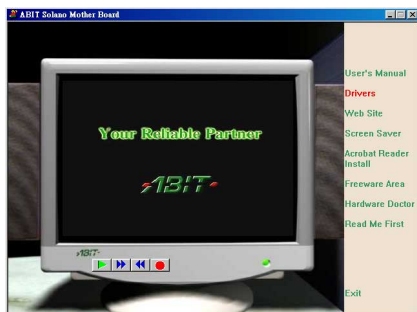 ABIT Solano Mother Board
User's Manual
Drivers
Web Site
Your Reliable Partner
Screen Saver
Acrobat Reader
Install
ABIT
Freeware Area
Hardware Doctor
Read Me First
ABIT
Exit